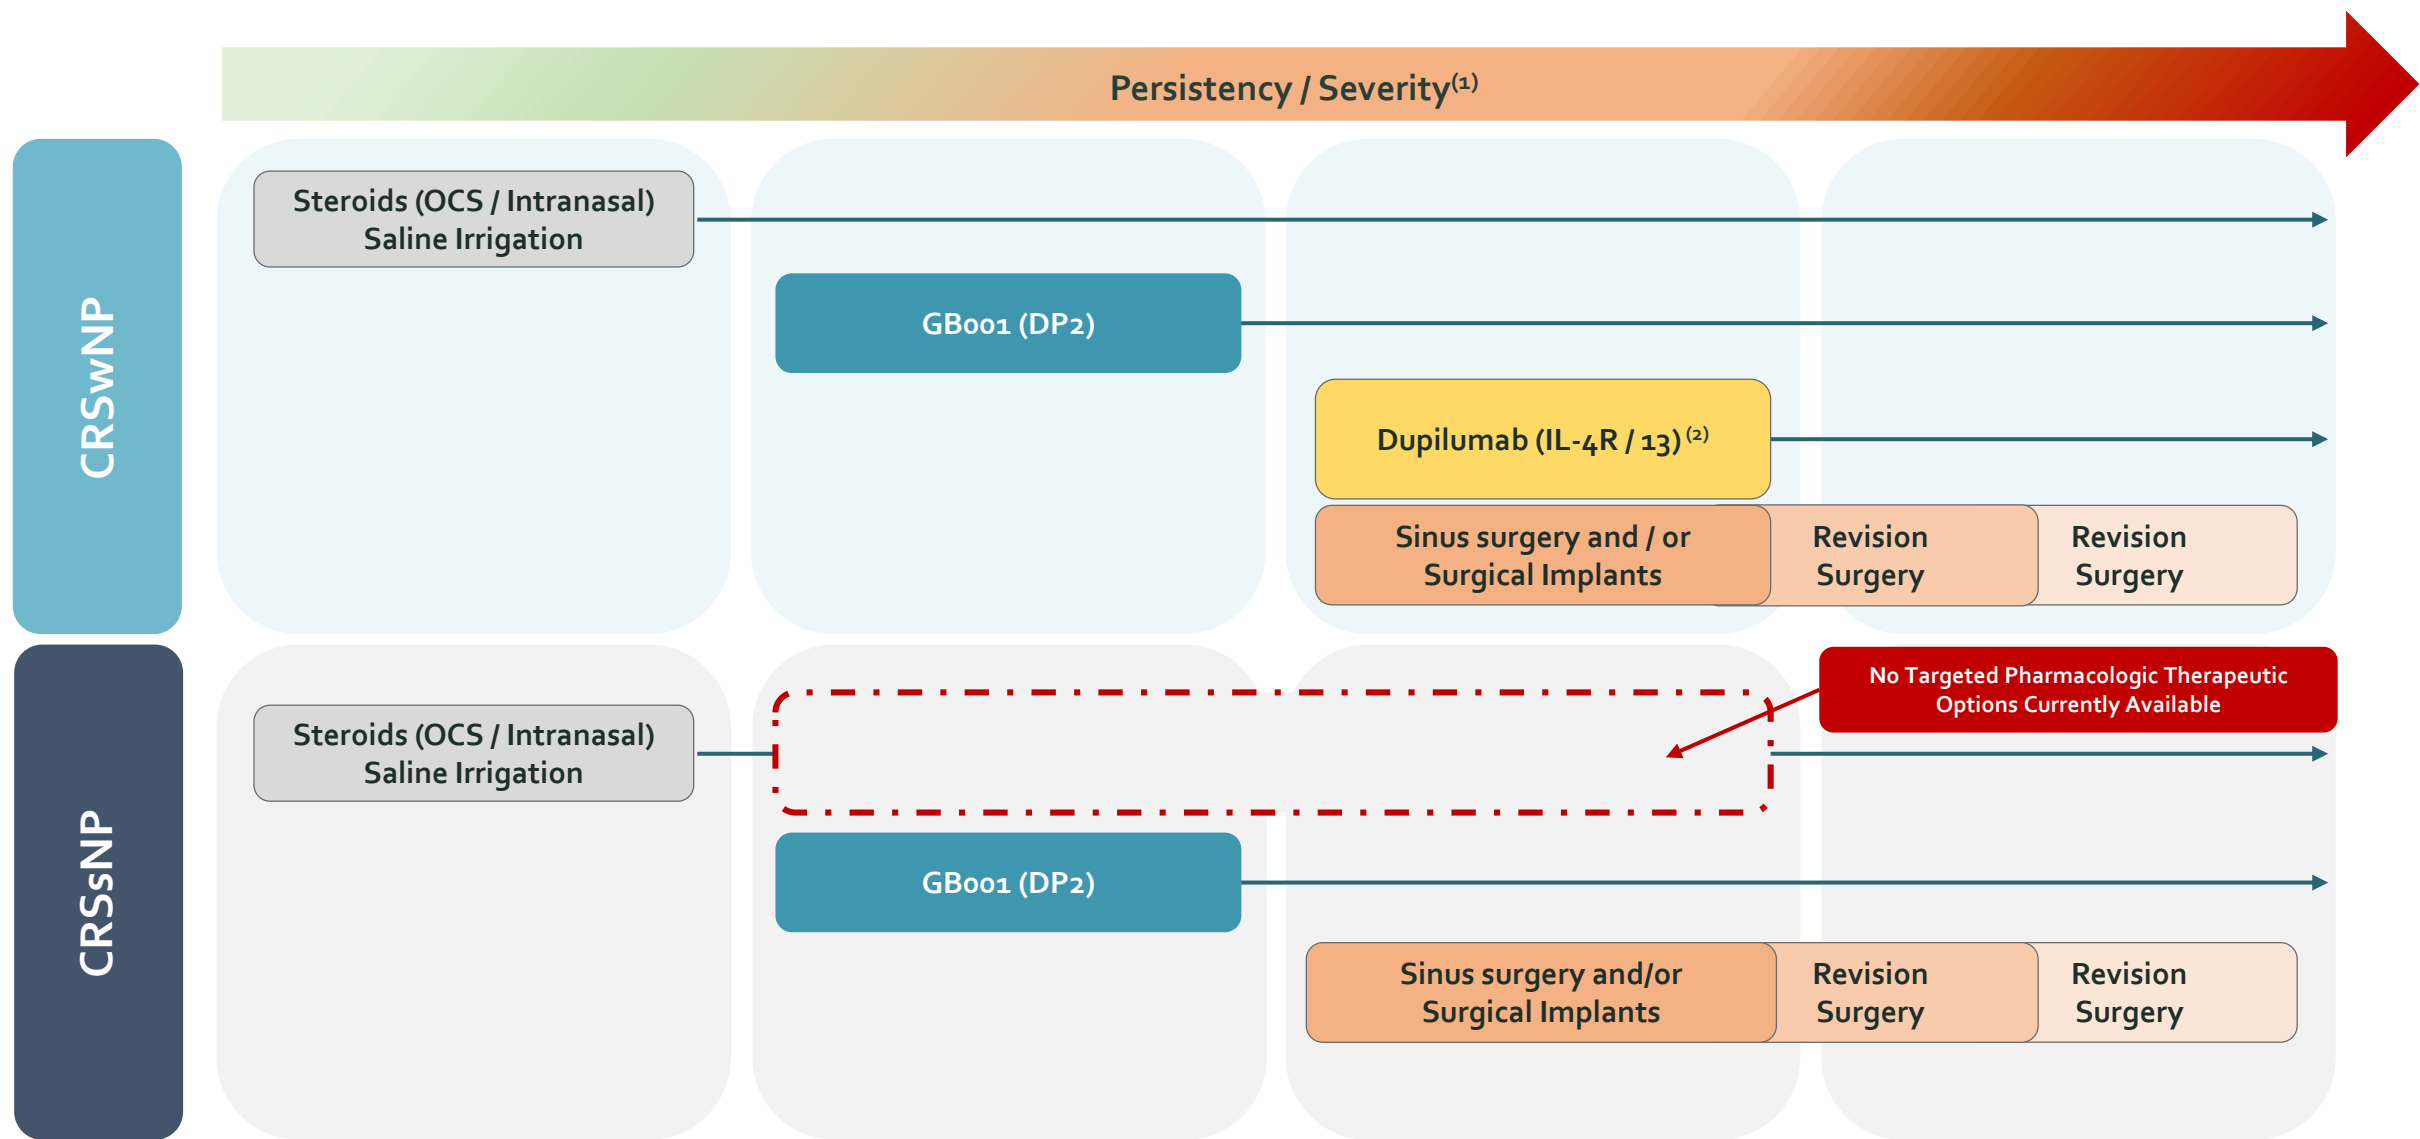 Persistency / Severity(1)
CRSwNP
Steroids (OCS / Intranasal)
Saline Irrigation
GB001 (DP2)
Dupilumab (IL-4R / 13) (2)
Sinus surgery and / or
Surgical Implants
Revision
Surgery
Revision
Surgery
CRSsNP
No Targeted Pharmacologic Therapeutic
Options Currently Available
Steroids (OCS / Intranasal)
Saline Irrigation
GB001 (DP2)
Sinus surgery and/or
Surgical Implants
Revision
Surgery
Revision
Surgery